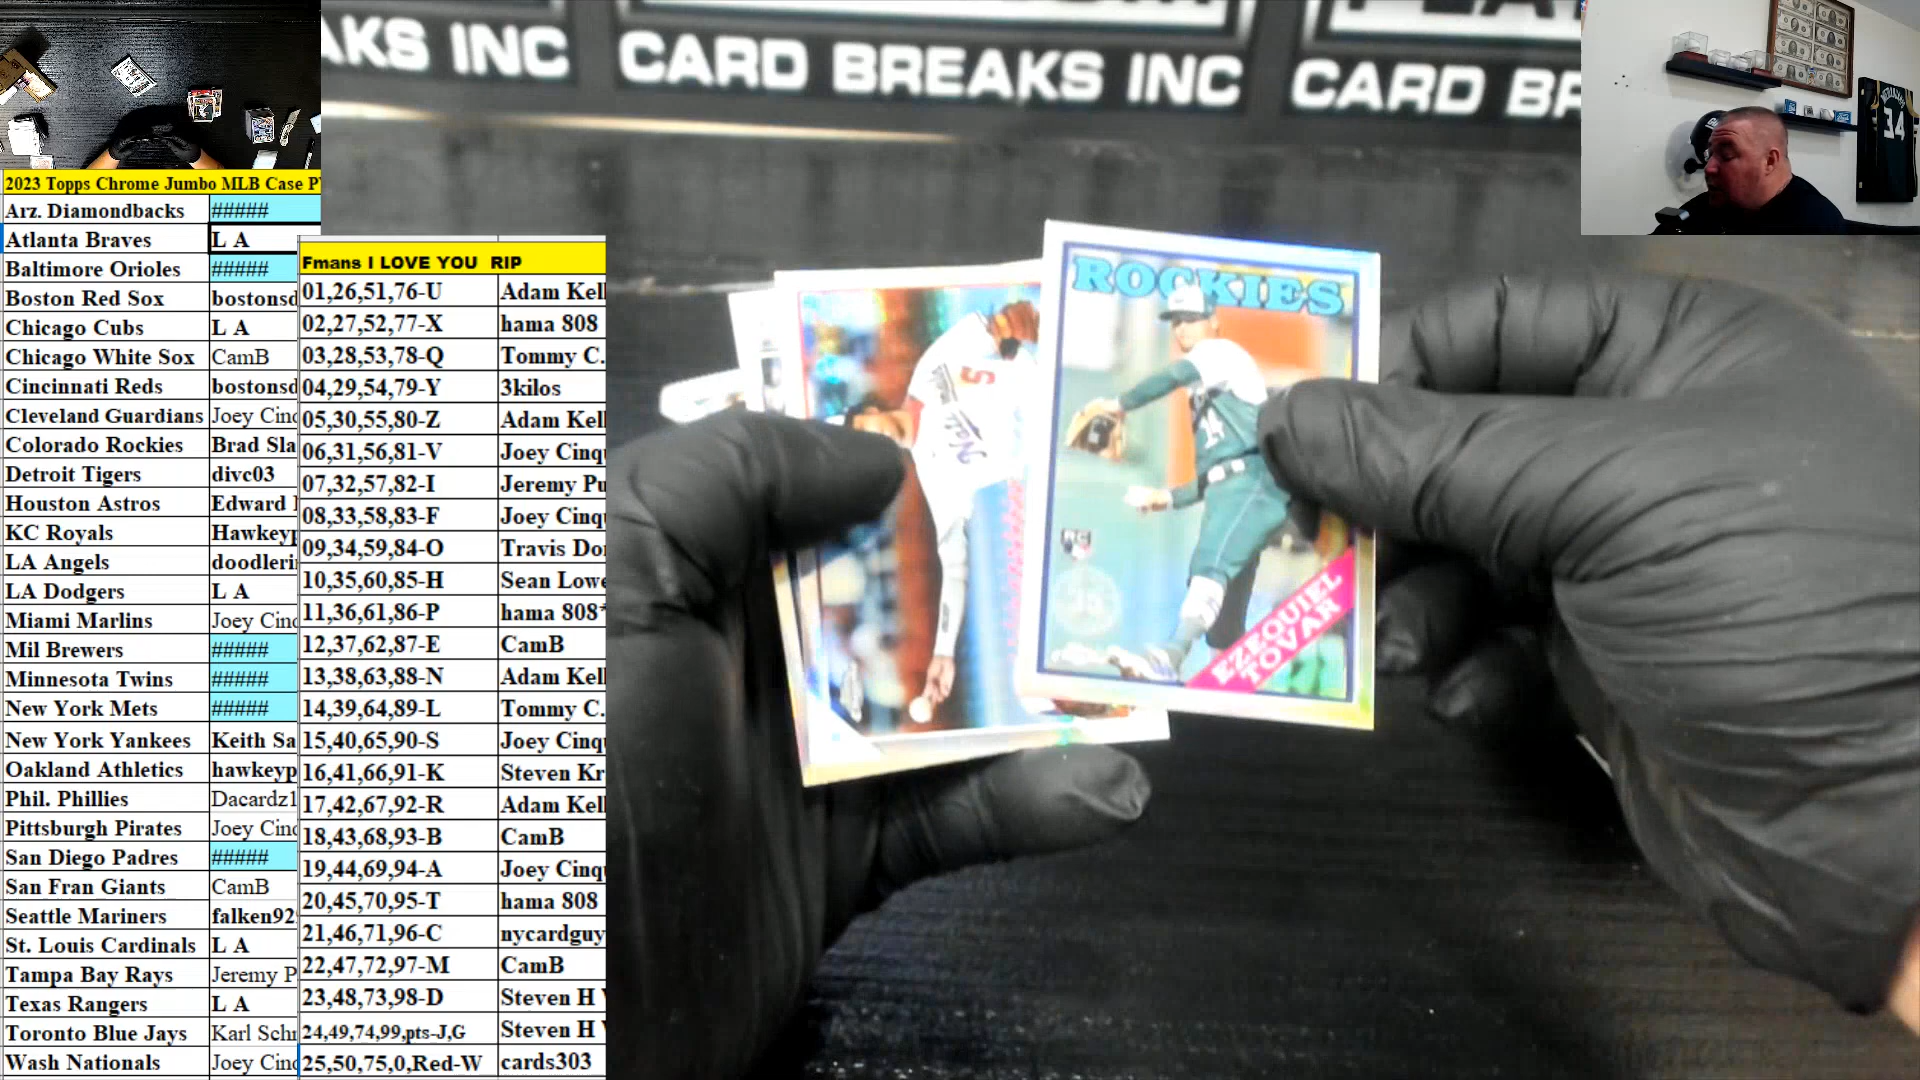 AKS INC
CARD BREAKS INC
CARD BR
34
2023 Topps Chrome Jumbo MLB Case P
Arz. Diamondbacks #####
Atlanta Braves L A
Baltimore Orioles #####
Boston Red Sox bostonsd
Chicago Cubs L A
Chicago White Sox CamB
Cincinnati Reds bostonsd
Cleveland Guardians Joey Cinq
Colorado Rockies Brad Sla
Detroit Tigers divc03
Houston Astros Edward
KC Royals Hawkeyp
LA Angels doodleri
LA Dodgers L A
Miami Marlins Joey Cinq
Mil Brewers #####
Minnesota Twins #####
New York Mets #####
New York Yankees Keith Sa
Oakland Athletics hawkeyp
Phil. Phillies Dacardz1
Pittsburgh Pirates Joey Cinq
San Diego Padres #####
San Fran Giants CamB
Seattle Mariners falken92
St. Louis Cardinals L A
Tampa Bay Rays Jeremy P
Texas Rangers L A
Toronto Blue Jays Karl Schr
Wash Nationals Joey Cinq
Fmans I LOVE YOU RIP
01,26,51,76-U Adam Kell
02,27,52,77-X hama 808
03,28,53,78-Q Tommy C.
04,29,54,79-Y 3kilos
05,30,55,80-Z Adam Kell
06,31,56,81-V Joey Cinq
07,32,57,82-I Jeremy Pu
08,33,58,83-F Joey Cinq
09,34,59,84-O Travis Dor
10,35,60,85-H Sean Lowe
11,36,61,86-P hama 808*
12,37,62,87-E CamB
13,38,63,88-N Adam Kell
14,39,64,89-L Tommy C.
15,40,65,90-S Joey Cinq
16,41,66,91-K Steven Kr
17,42,67,92-R Adam Kell
18,43,68,93-B CamB
19,44,69,94-A Joey Cinq
20,45,70,95-T hama 808
21,46,71,96-C nycardguy
22,47,72,97-M CamB
23,48,73,98-D Steven H
24,49,74,99,pts-J,G Steven H
25,50,75,0,Red-W cards303
ROCKIES
14
RC
35
EZEQUIEL
TOVAR
5